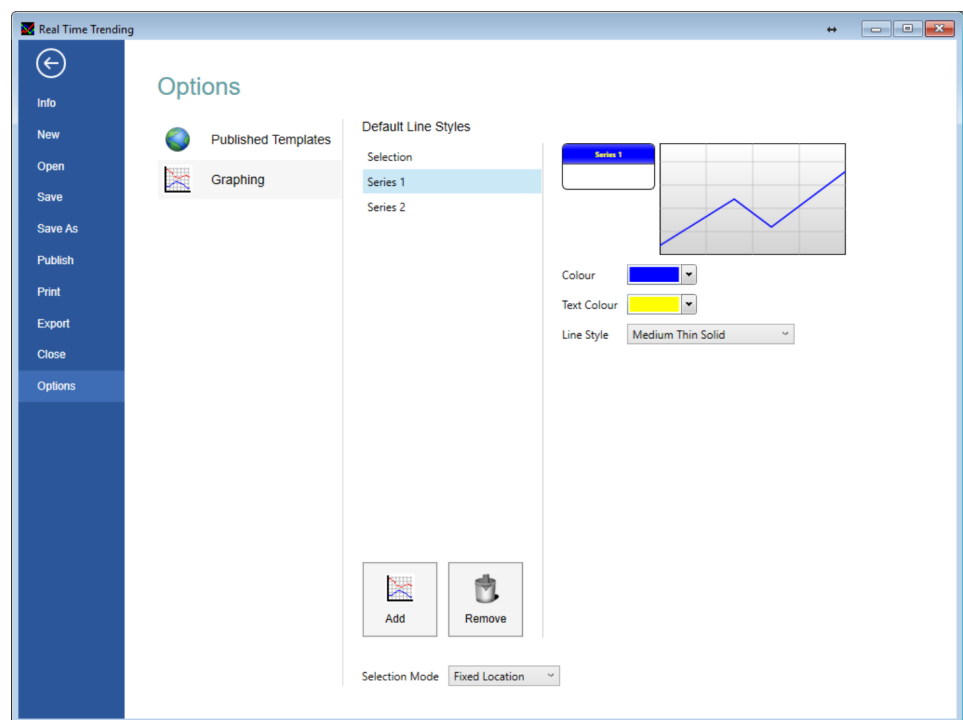 Real Time Trending
Info
New
Open
Save
Save As
Publish
Print
Export
Close
Options
Options
Published Templates
Graphing
Default Line Styles
Selection
Series 1
Series 2
Add
Remove
Selection Mode
Fixed Location
Series 1
Colour
Text Colour
Line Style
Medium Thin Solid